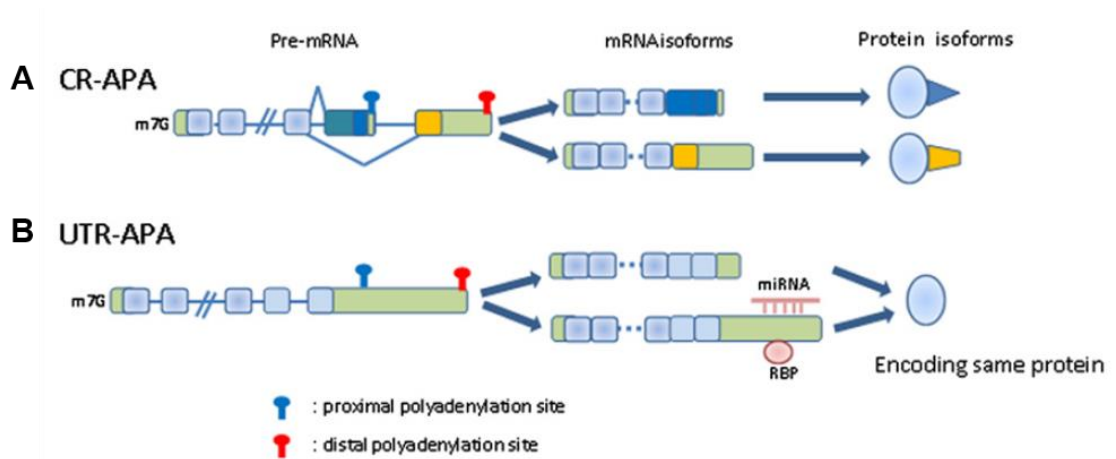 Pre-mRNA
mRNAisoforms
Protein isoforms
A CR-APA
m7G
B UTR-APA
m7G
miRNA
RBP
Encoding same protein
: proximal polyadenylation site
: distal polyadenylation site